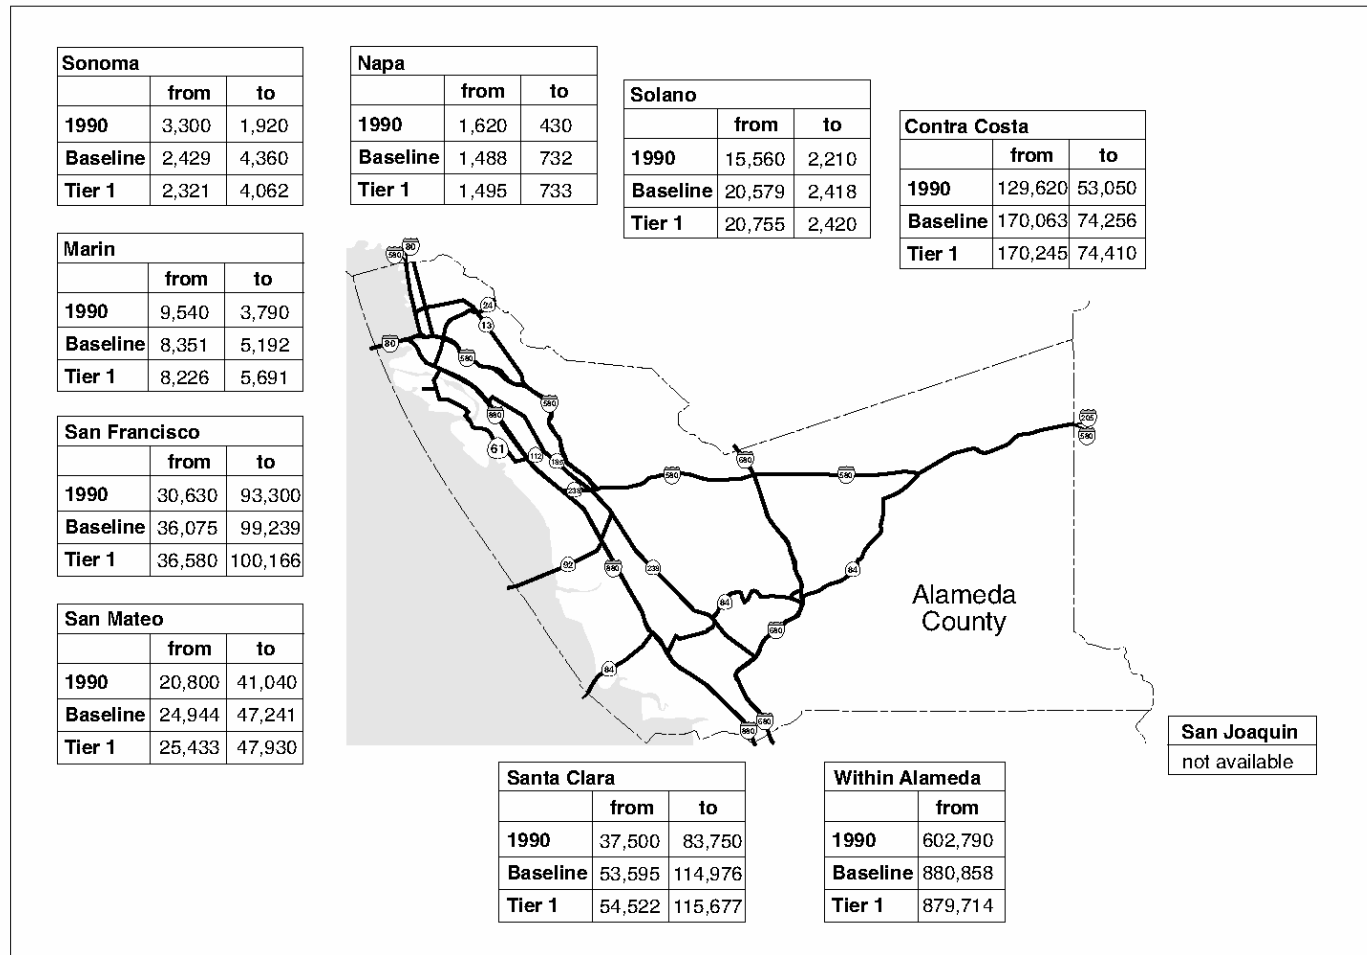 Sonoma
from to
1990 3,300 1,920
Baseline 2,429 4,360
Tier 1 2,321 4,062
Napa
from to
1990 1,620 430
Baseline 1,488 732
Tier 1 1,495 733
Solano
from to
1990 15,560 2,210
Baseline 20,579 2,418
Tier 1 20,755 2,420
Contra Costa
from to
1990 129,620 53,050
Baseline 170,063 74,256
Tier 1 170,245 74,410
Marin
from to
1990 9,540 3,790
Baseline 8,351 5,192
Tier 1 8,226 5,691
San Francisco
from to
1990 30,630 93,300
Baseline 36,075 99,239
Tier 1 36,580 100,166
San Mateo
from to
1990 20,800 41,040
Baseline 24,944 47,241
Tier 1 25,433 47,930
80
580
24
13
80
580
580
880
61
112
185
238
580
680
580
205
580
92
880
238
84
84
680
84
880
680
Alameda
County
San Joaquin
not available
Santa Clara
from to
1990 37,500 83,750
Baseline 53,595 114,976
Tier 1 54,522 115,677
Within Alameda
from
1990 602,790
Baseline 880,858
Tier 1 879,714